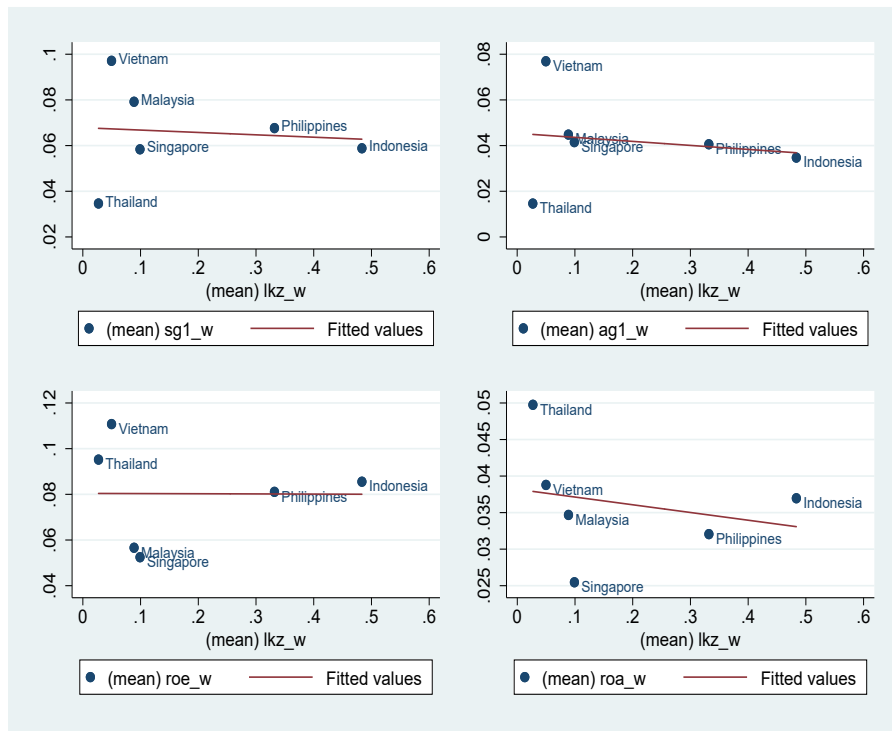 .1
.08
.06
.04
.02
Vietnam
Malaysia
Philippines
Singapore
Indonesia
Thailand
0 .1 .2 .3 .4 .5 .6
(mean) lkz_w
(mean) sg1_w Fitted values
.08
.06
.04
.02
0
Vietnam
Malaysia
Singapore
Philippines
Indonesia
Thailand
0 .1 .2 .3 .4 .5 .6
(mean) lkz_w
(mean) ag1_w Fitted values
.12
.1
.08
.06
.04
Vietnam
Thailand
Indonesia
Philippines
Malaysia
Singapore
0 .1 .2 .3 .4 .5 .6
(mean) lkz_w
(mean) roe_w Fitted values
.05
.045
.04
.035
.03
.025
Thailand
Vietnam
Indonesia
Malaysia
Philippines
Singapore
0 .1 .2 .3 .4 .5 .6
(mean) lkz_w
(mean) roa_w Fitted values